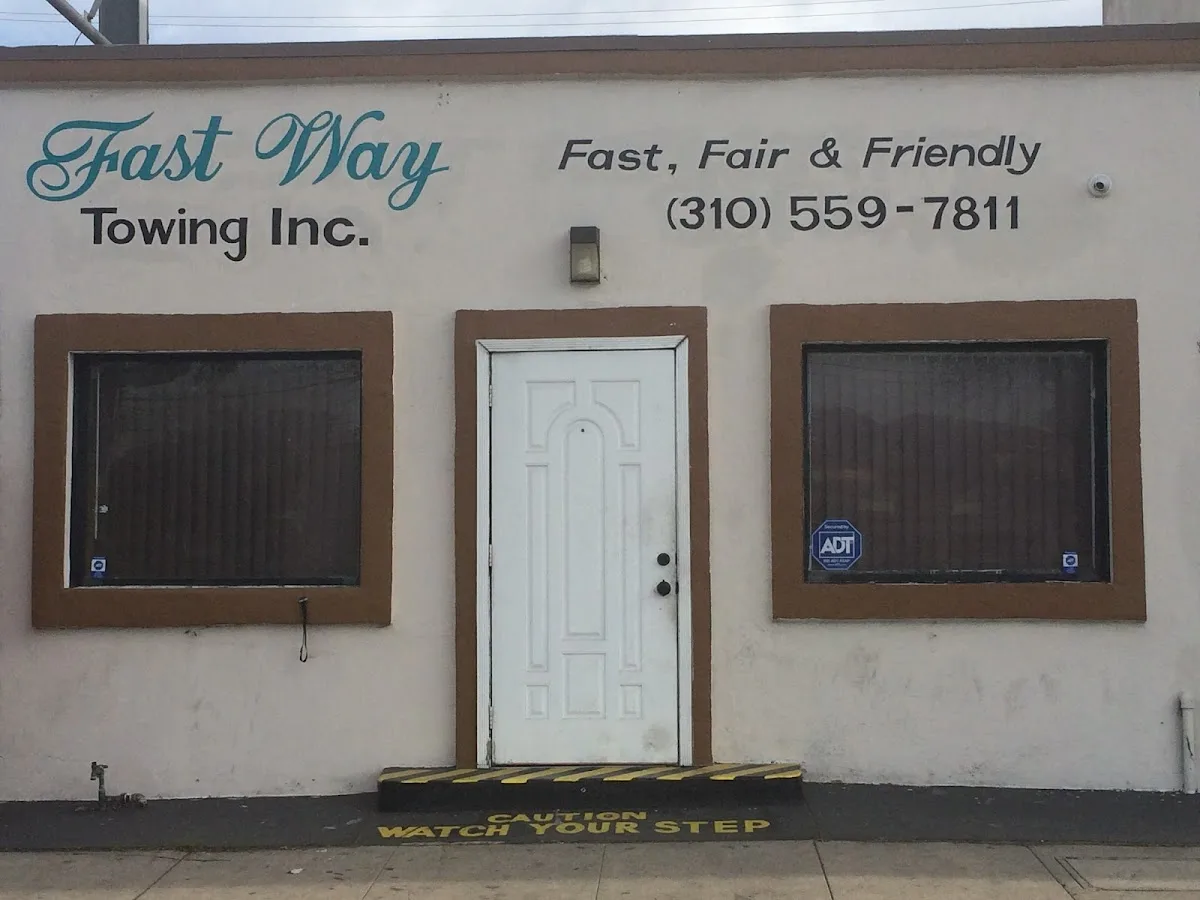 Fast Way
Towing Inc.
Fast, Fair & Friendly
(310) 559-7811
ADT
CAUTION
WATCH YOUR STEP